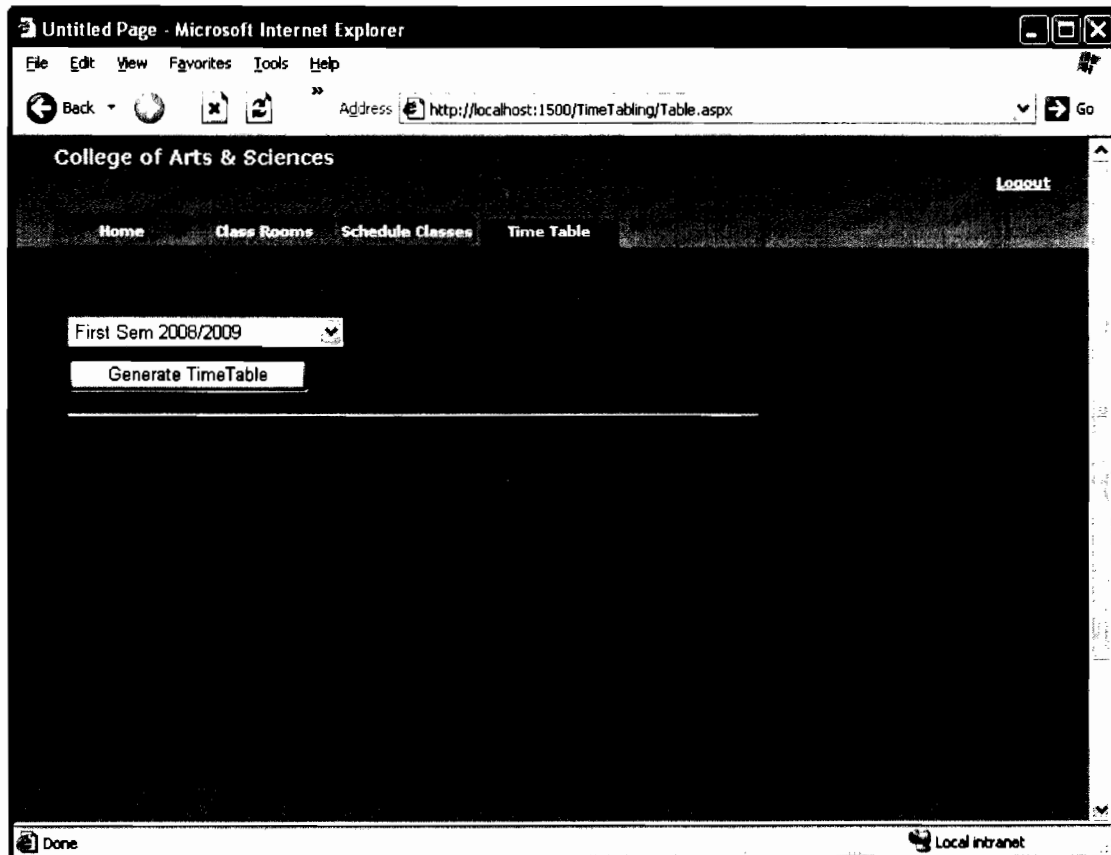 Untitled Page - Microsoft Internet Explorer
File Edit View Favorites Tools Help
Back » Address http://localhost:1500/TimeTabling/Table.aspx Go
College of Arts & Sciences
Logout
Home Class Rooms Schedule Classes Time Table
First Sem 2008/2009
Generate TimeTable
Done Local intranet